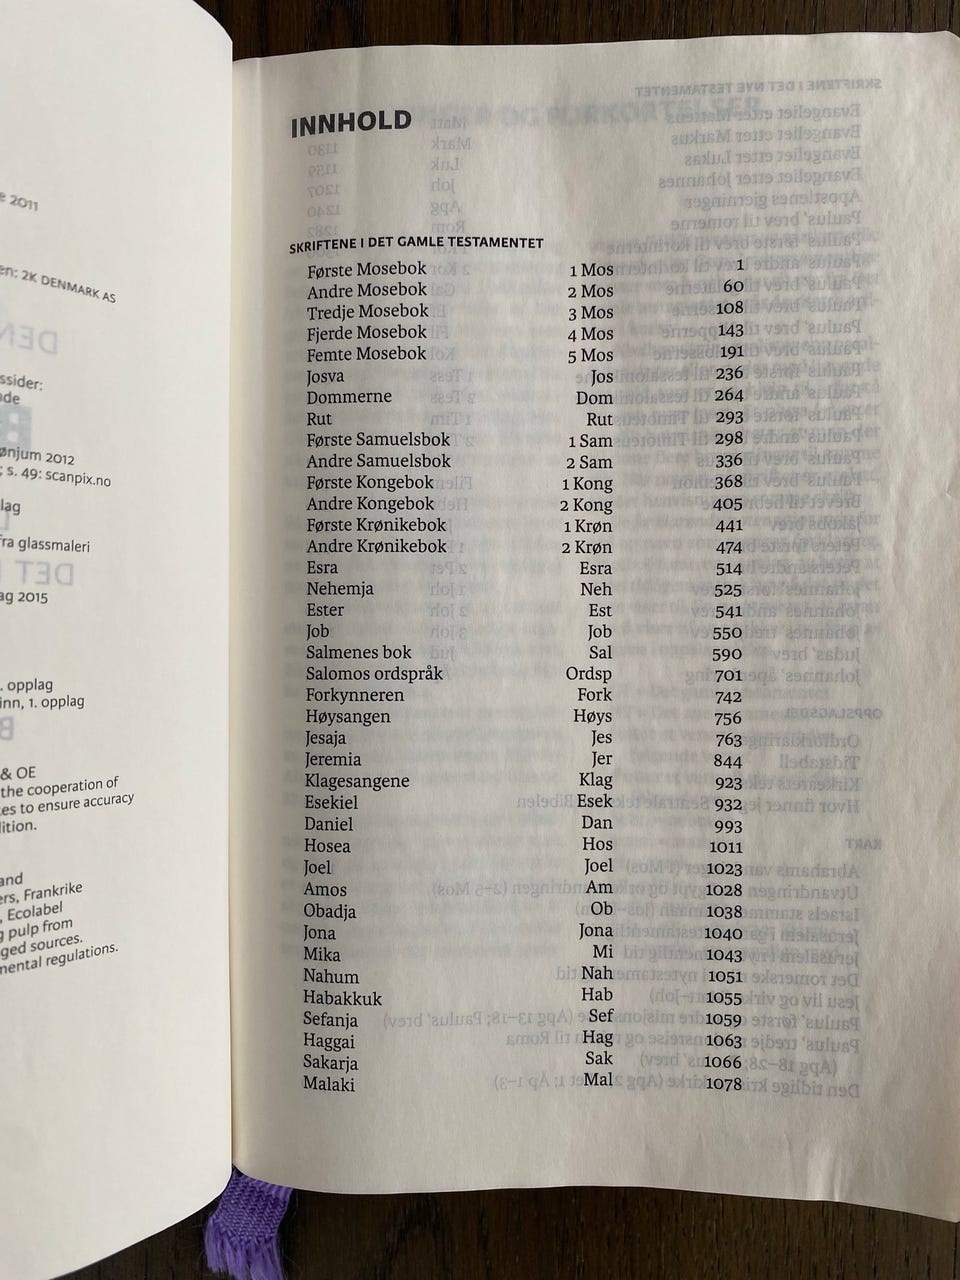 e 2011
en: 2K DENMARK AS
ssider:
ønjum 2012
; s. 49: scanpix.no
lag
fra glassmaleri
ag 2015
. opplag
inn, 1. opplag
& OE
the cooperation of
es to ensure accuracy
lition.
and
ers, Frankrike
, Ecolabel
g pulp from
ged sources.
mental regulations.
INNHOLD
SKRIFTENE I DET GAMLE TESTAMENTET
Første Mosebok 1 Mos 1
Andre Mosebok 2 Mos 60
Tredje Mosebok 3 Mos 108
Fjerde Mosebok 4 Mos 143
Femte Mosebok 5 Mos 191
Josva Jos 236
Dommerne Dom 264
Rut Rut 293
Første Samuelsbok 1 Sam 298
Andre Samuelsbok 2 Sam 336
Første Kongebok 1 Kong 368
Andre Kongebok 2 Kong 405
Første Krønikebok 1 Krøn 441
Andre Krønikebok 2 Krøn 474
Esra Esra 514
Nehemja Neh 525
Ester Est 541
Job Job 550
Salmenes bok Sal 590
Salomos ordspråk Ordsp 701
Forkynneren Fork 742
Høysangen Høys 756
Jesaja Jes 763
Jeremia Jer 844
Klagesangene Klag 923
Esekiel Esek 932
Daniel Dan 993
Hosea Hos 1011
Joel Joel 1023
Amos Am 1028
Obadja Ob 1038
Jona Jona 1040
Mika Mi 1043
Nahum Nah 1051
Habakkuk Hab 1055
Sefanja Sef 1059
Haggai Hag 1063
Sakarja Sak 1066
Malaki Mal 1078